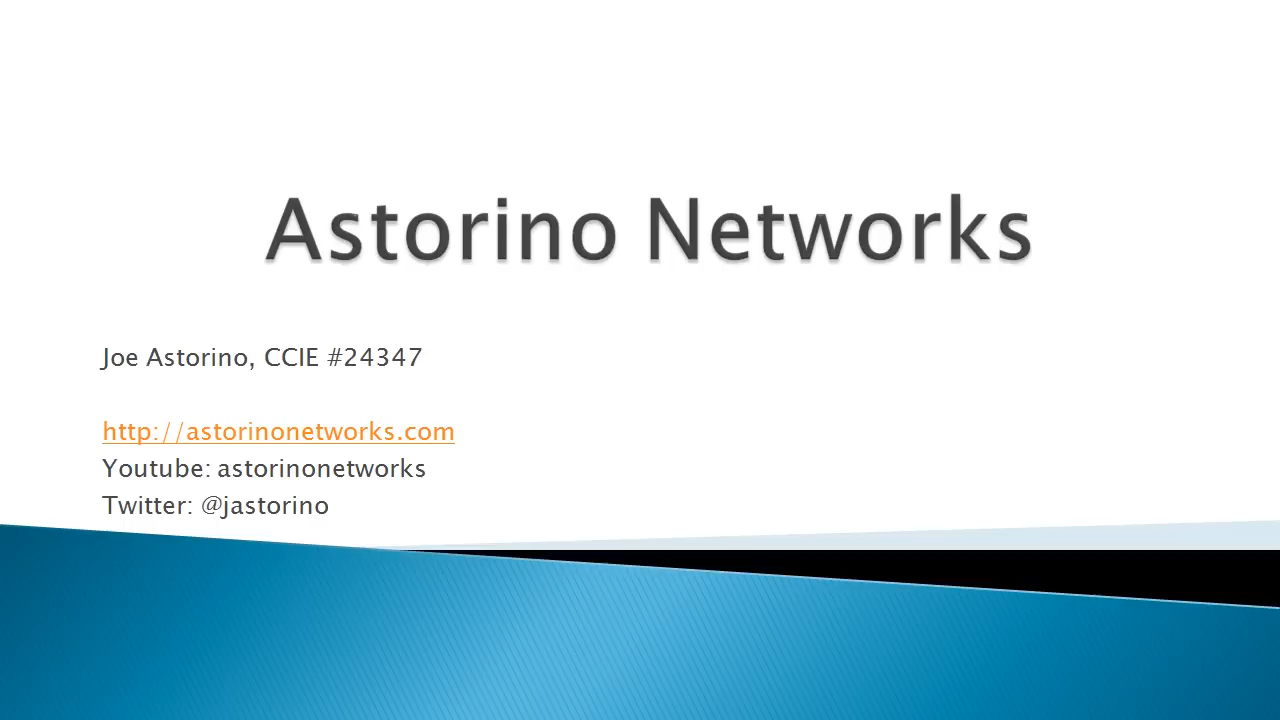 Astorino Networks
Joe Astorino, CCIE #24347
http://astorinonetworks.com
Youtube: astorinonetworks
Twitter: @jastorino